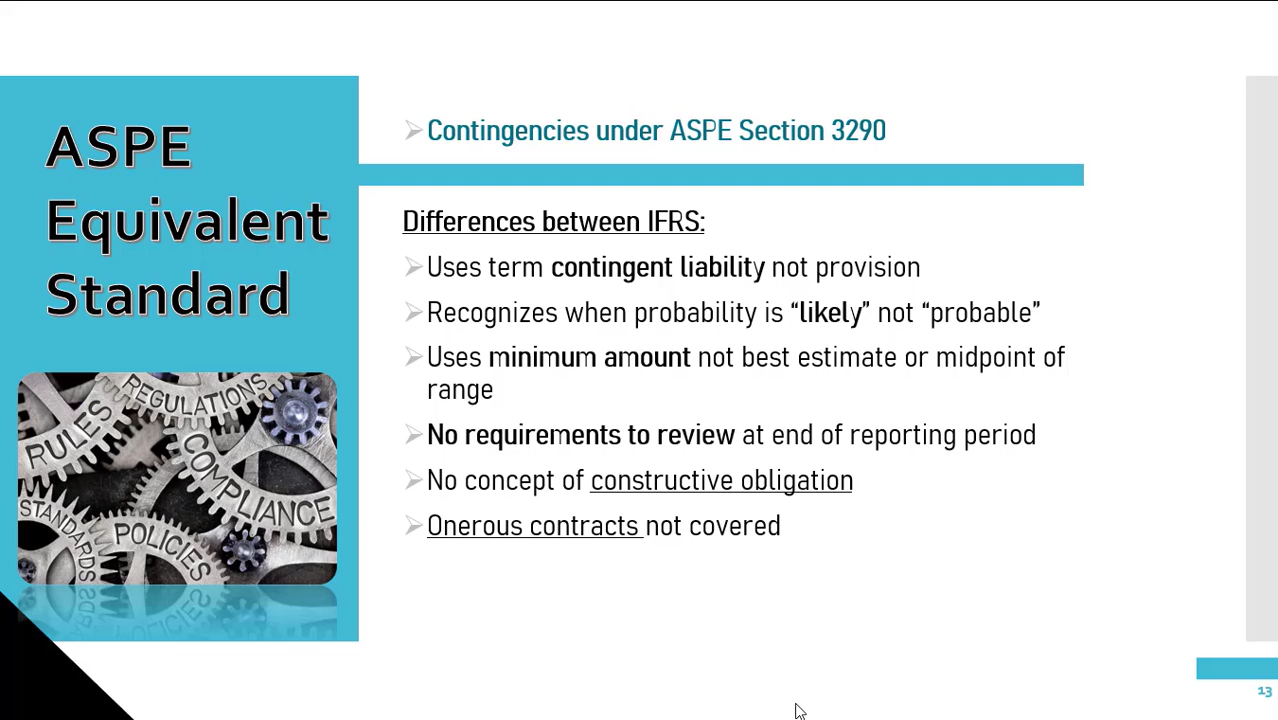 ASPE
Equivalent
Standard
➢ Contingencies under ASPE Section 3290
Differences between IFRS:
➢ Uses term contingent liability not provision
➢ Recognizes when probability is “likely” not “probable”
➢ Uses minimum amount not best estimate or midpoint of
range
➢ No requirements to review at end of reporting period
➢ No concept of constructive obligation
➢ Onerous contracts not covered
REGULATIONS
RULES
COMPLIANCE
STANDARDS
POLICIES
13